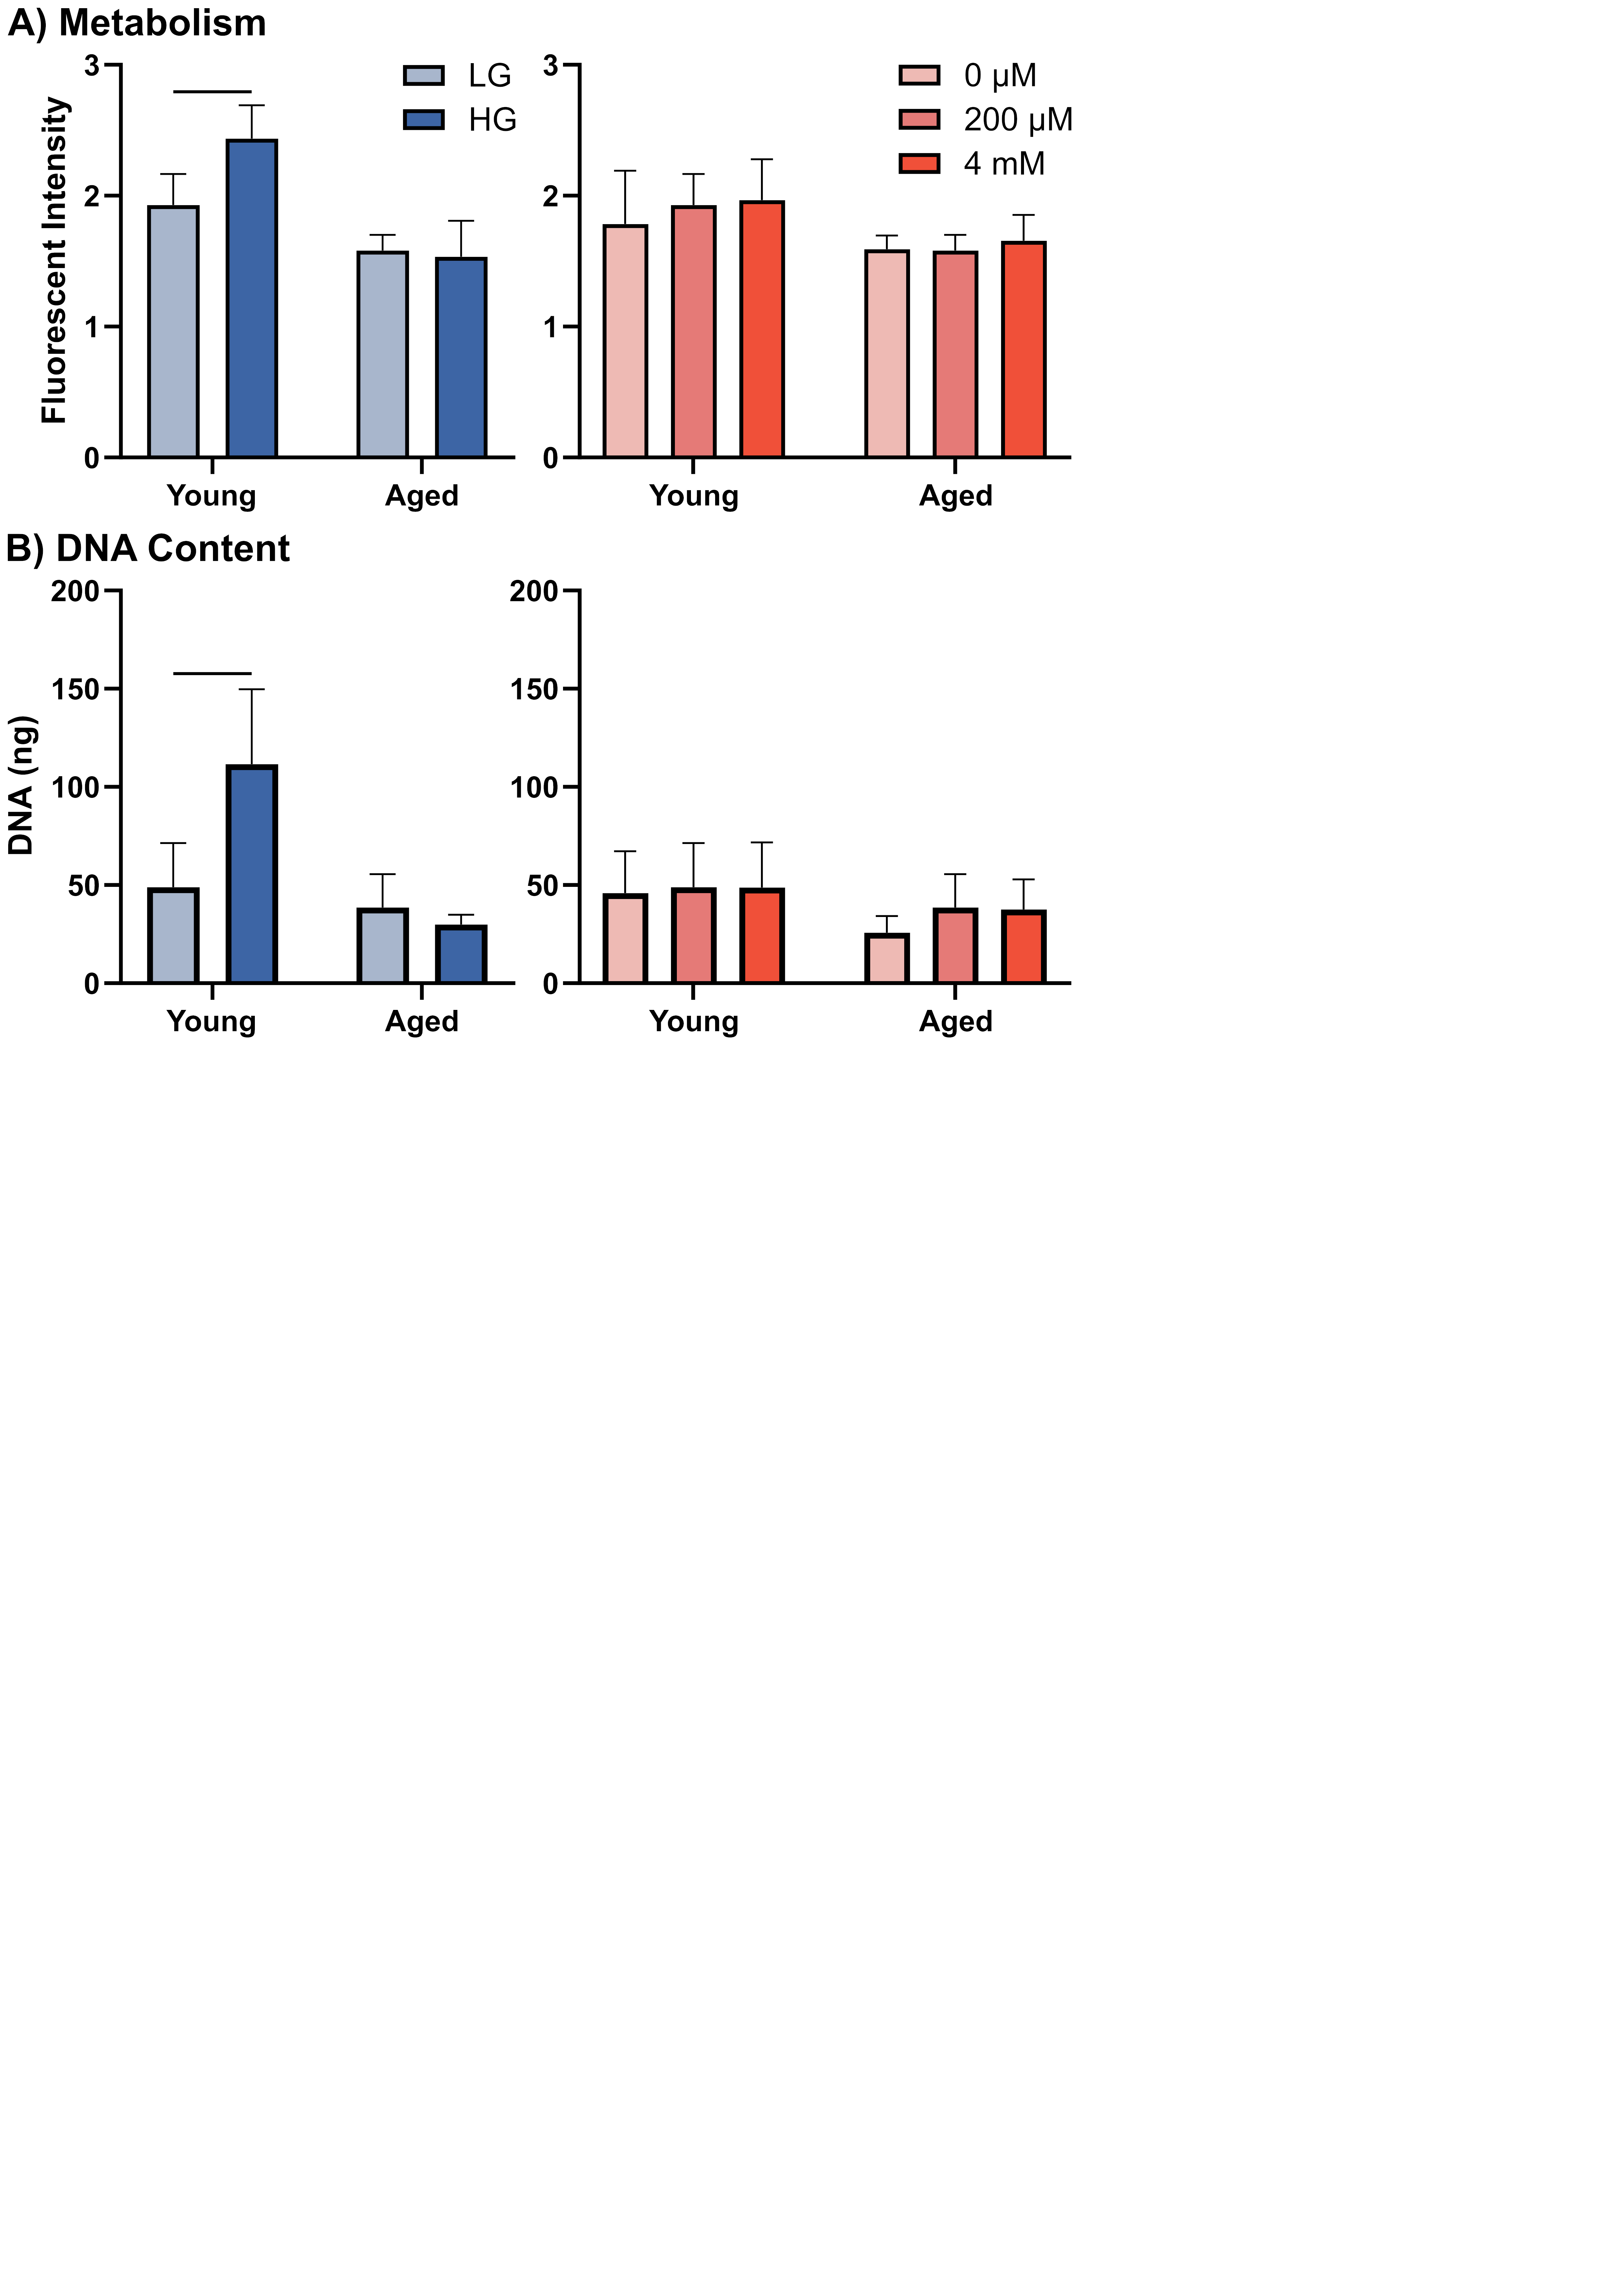 A) Metabolism
Fluorescent Intensity
3
2
1
0
LG
HG
Young
Aged
3
2
1
0
0 μM
200 μM
4 mM
Young
Aged
B) DNA Content
DNA (ng)
200
150
100
50
0
Young
Aged
200
150
100
50
0
Young
Aged